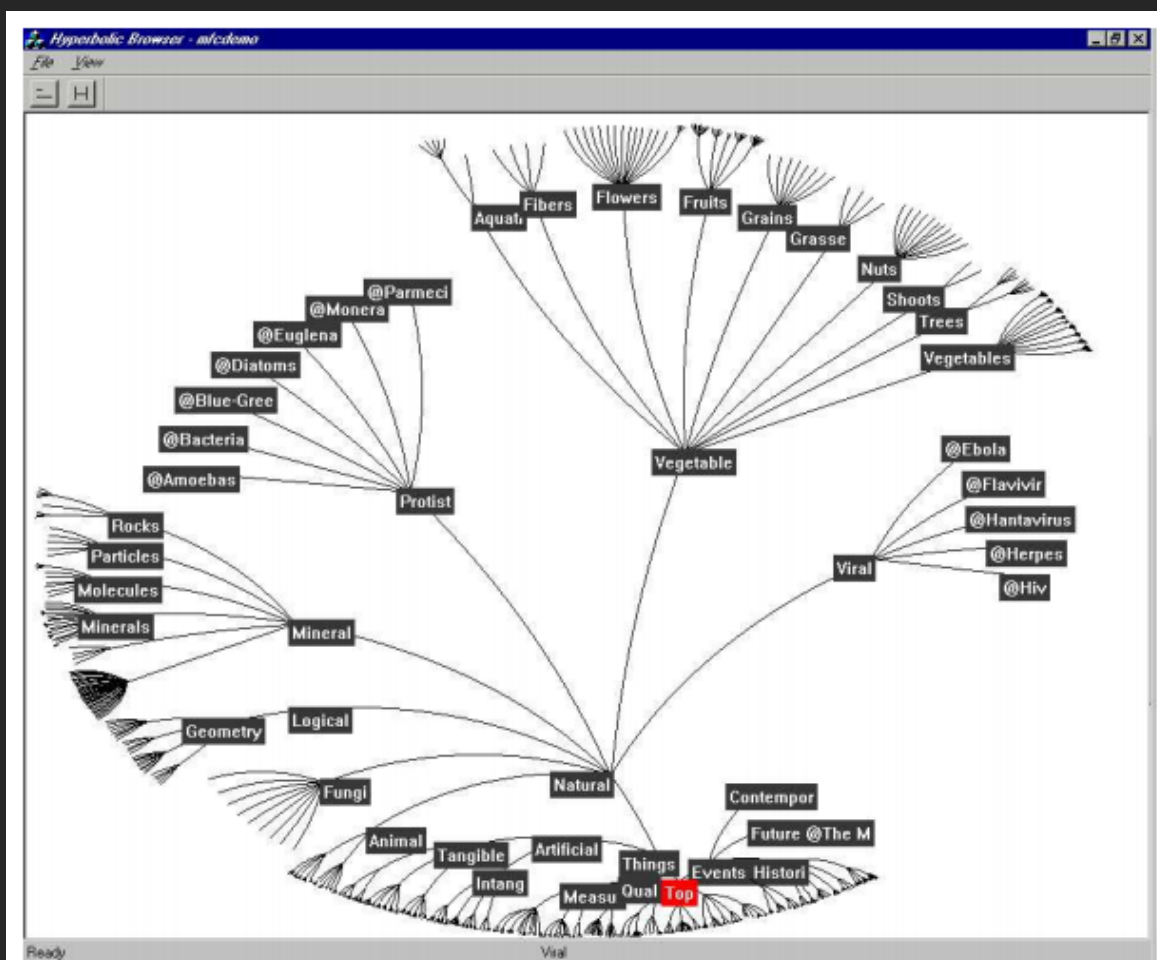 Hyperbolic Browser - mfcdemo
File View
Aquati
Fibers
Flowers
Fruits
Grains
Grasse
Nuts
Shoots
Trees
Vegetables
@Parmeci
@Monera
@Euglena
@Diatoms
@Blue-Gree
@Bacteria
@Amoebas
Protist
Vegetable
@Ebola
@Flavivir
@Hantavirus
@Herpes
@Hiv
Viral
Rocks
Particles
Molecules
Minerals
Mineral
Logical
Geometry
Natural
Fungi
Contempor
Future @The M
Animal
Tangible
Artificial
Intang
Things
Events Histori
Measu
Qual
Top
Ready Viral